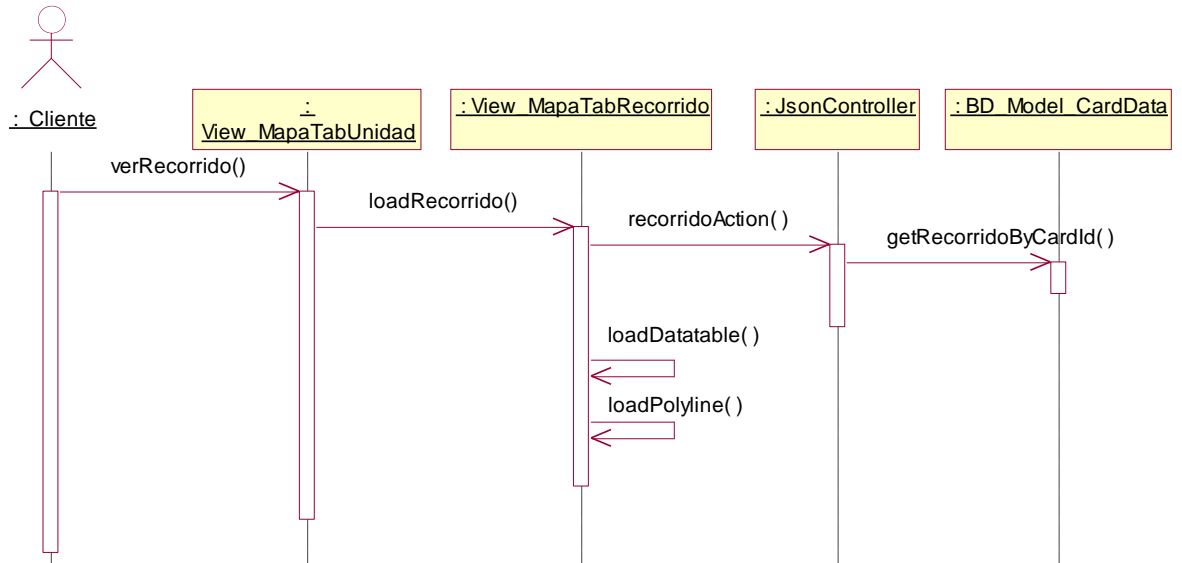 : Cliente
:
View_MapaTabUnidad
: View_MapaTabRecorrido
: JsonController
: BD_Model_CardData
verRecorrido()
loadRecorrido()
recorridoAction( )
getRecorridoByCardId( )
loadDatatable( )
loadPolyline( )